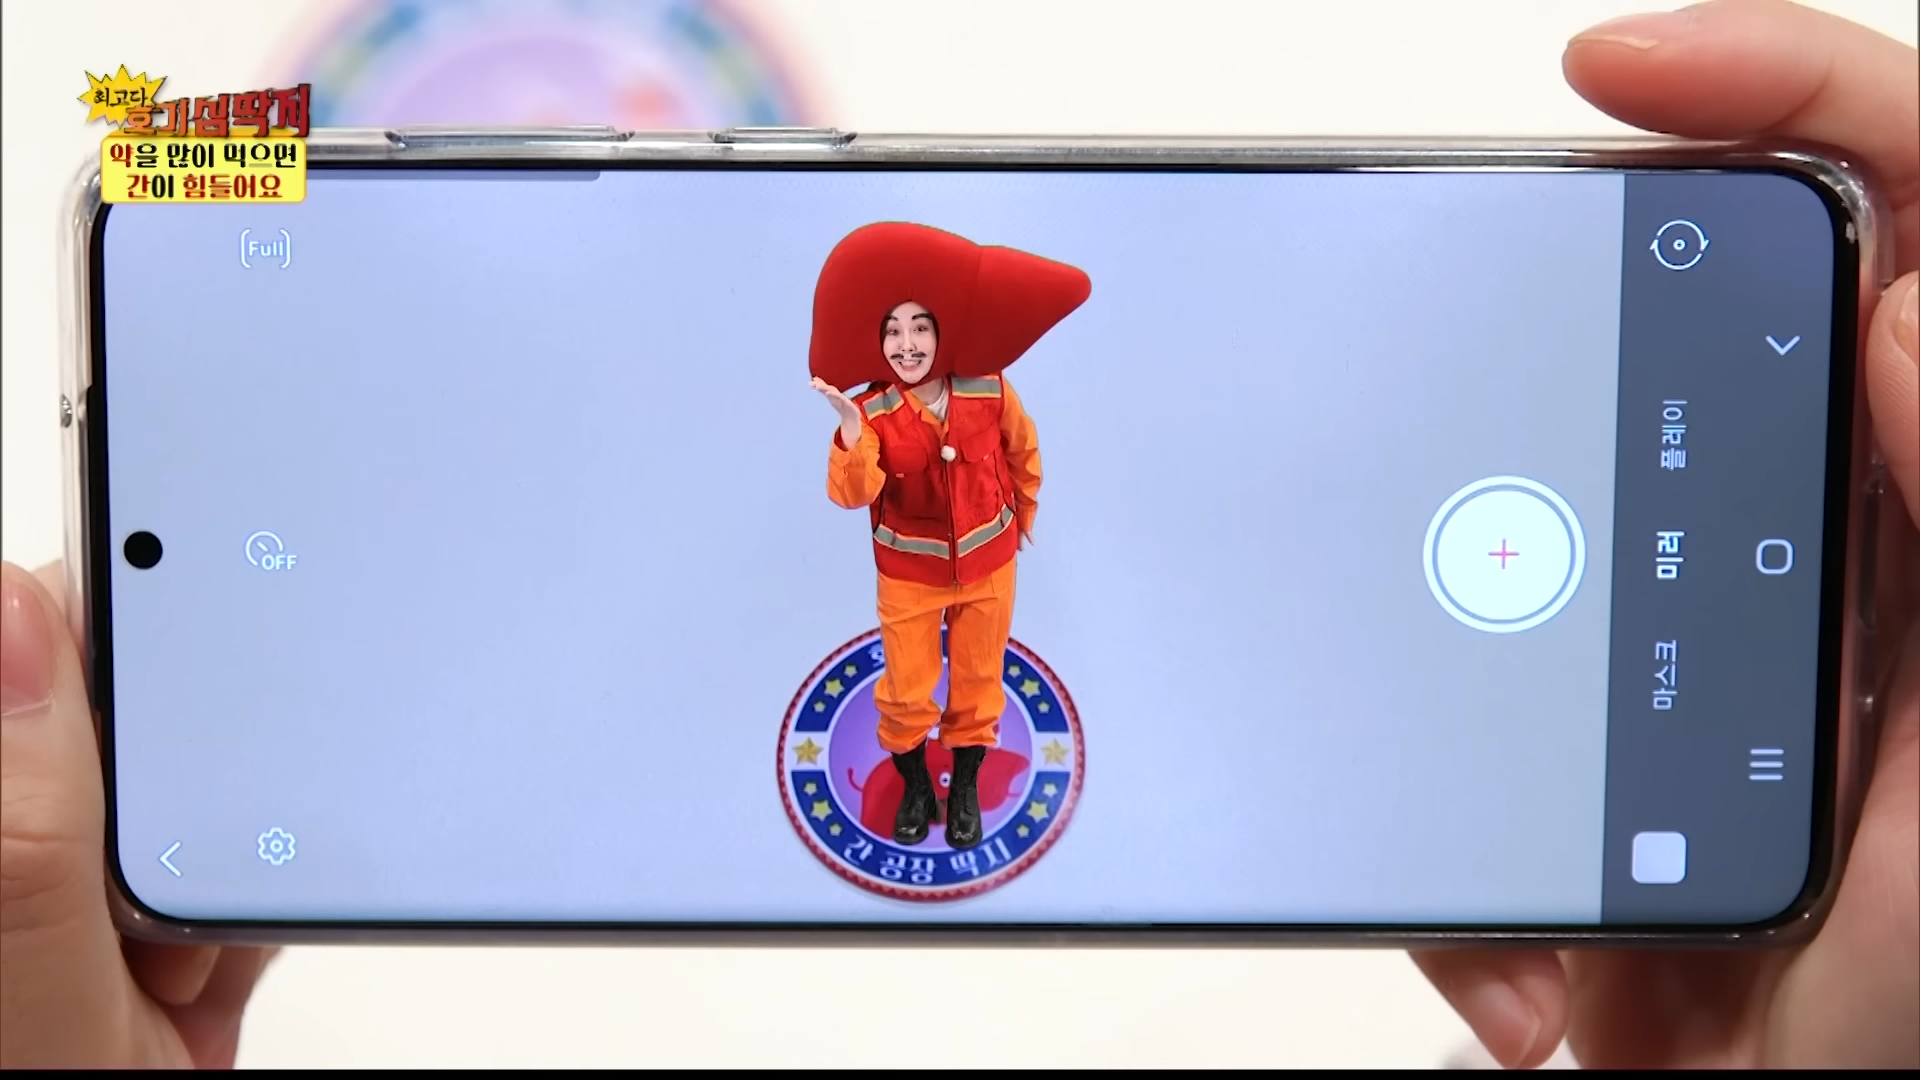 최고다
호기심딱지
약을 많이 먹으면
간이 힘들어요
Full
OFF
플레이
미러
마스크
간 공장 딱지